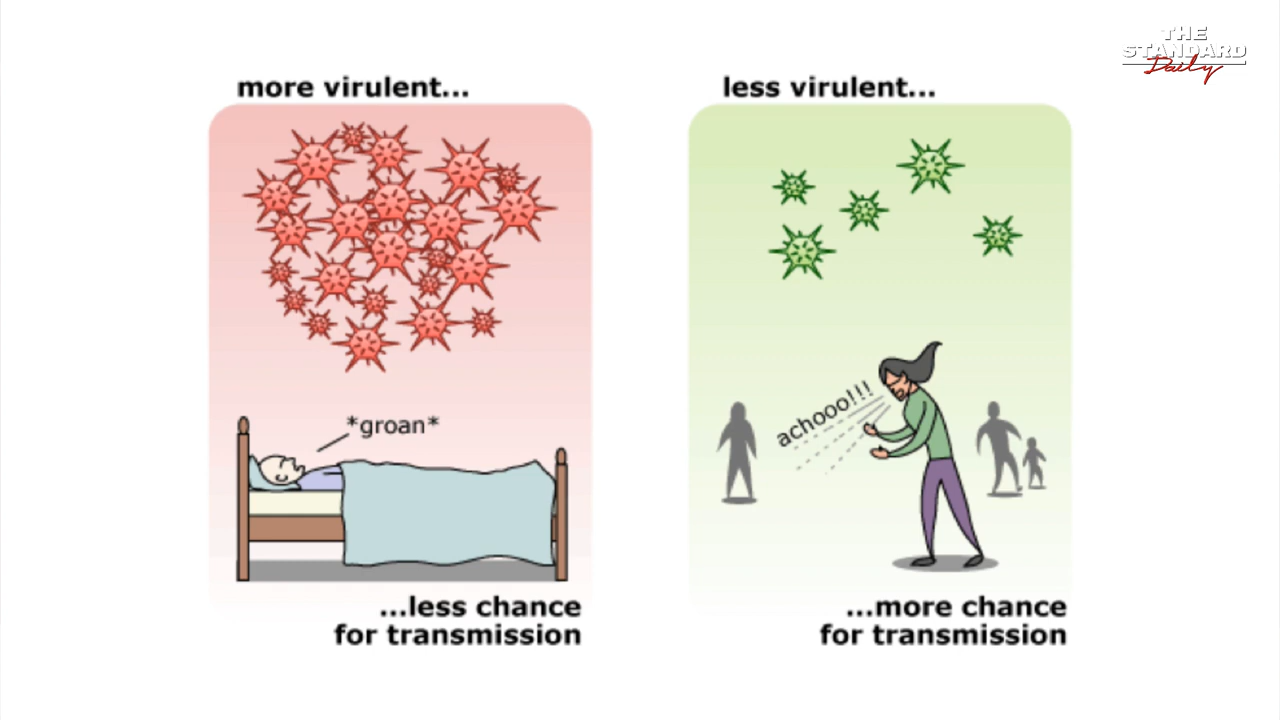 THE
STANDARD
Daily
more virulent...
*groan*
...less chance
for transmission
less virulent...
achooo!!!
...more chance
for transmission